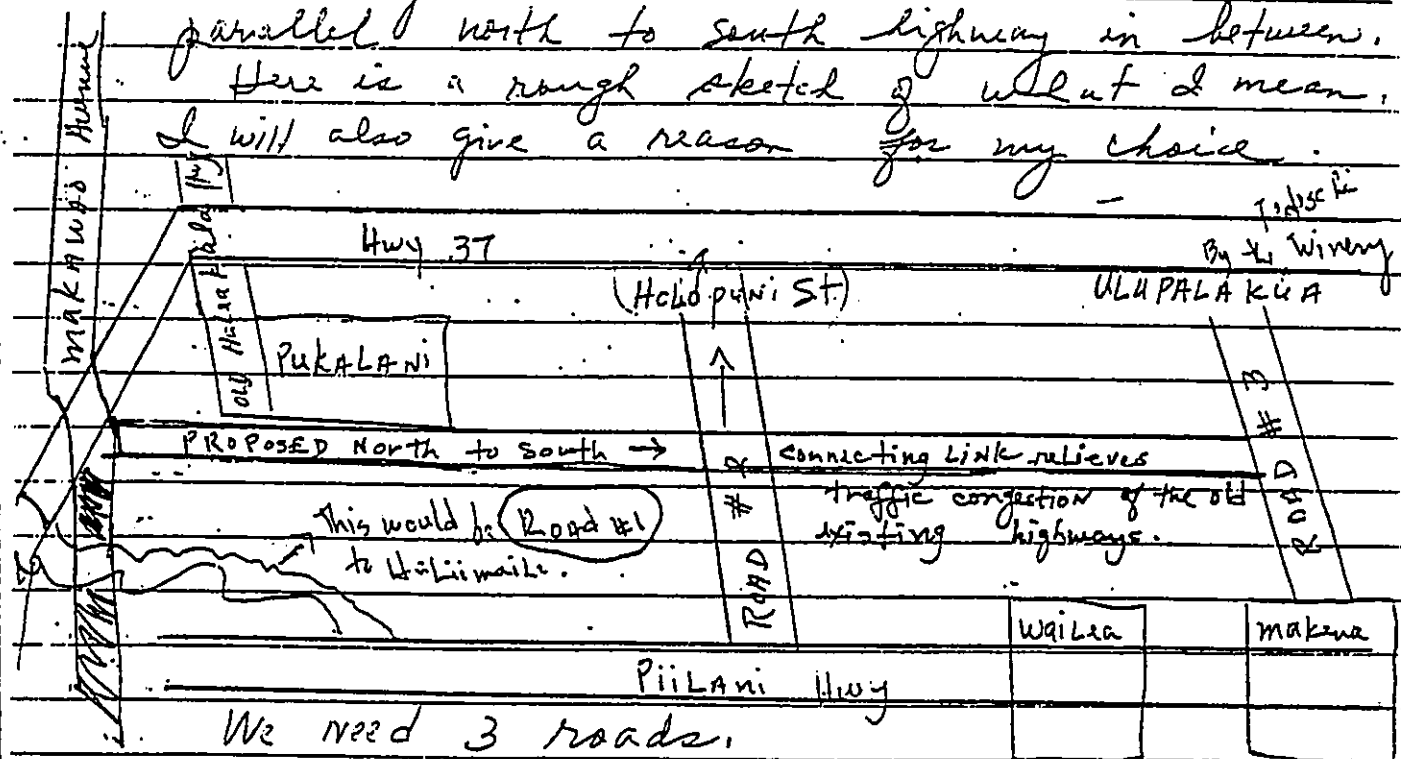 parallel north to south highway in between.
Here is a rough sketch of what I mean.
I will also give a reason for my choice.
makawao Avenue
Hwy 37
By the Winery
(Haliopuni St)
ULUPALAKUA
OLD Haleakala Hwy
PUKALANi
PROPOSED North to South → connecting Link relieves
traffic congestion of the old
existing highways.
This would be Road #1
to Haliimaile.
ROAD # 2
ROAD # 3
WaiLea
makena
PiiLAni Hwy
We need 3 roads.